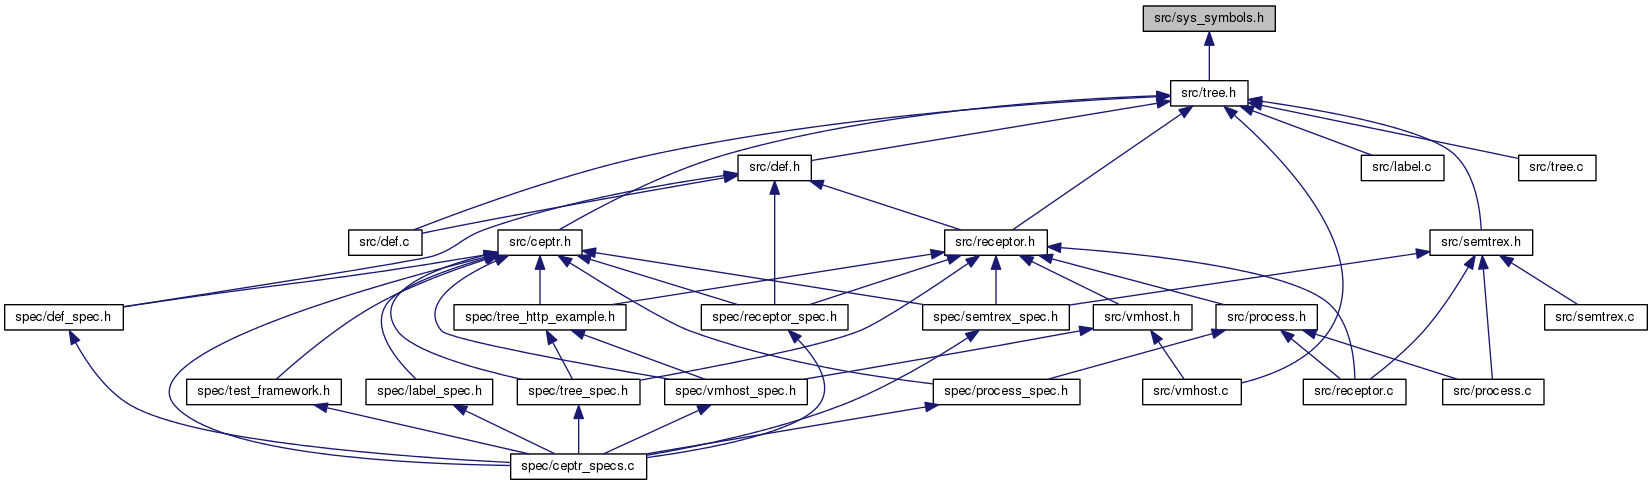 src/sys_symbols.h
src/tree.h
src/def.h
src/label.c
src/tree.c
src/def.c
src/ceptr.h
src/receptor.h
src/semtrex.h
spec/def_spec.h
spec/tree_http_example.h
spec/receptor_spec.h
spec/semtrex_spec.h
src/vmhost.h
src/process.h
src/semtrex.c
spec/test_framework.h
spec/label_spec.h
spec/tree_spec.h
spec/vmhost_spec.h
spec/process_spec.h
src/vmhost.c
src/receptor.c
src/process.c
spec/ceptr_specs.c